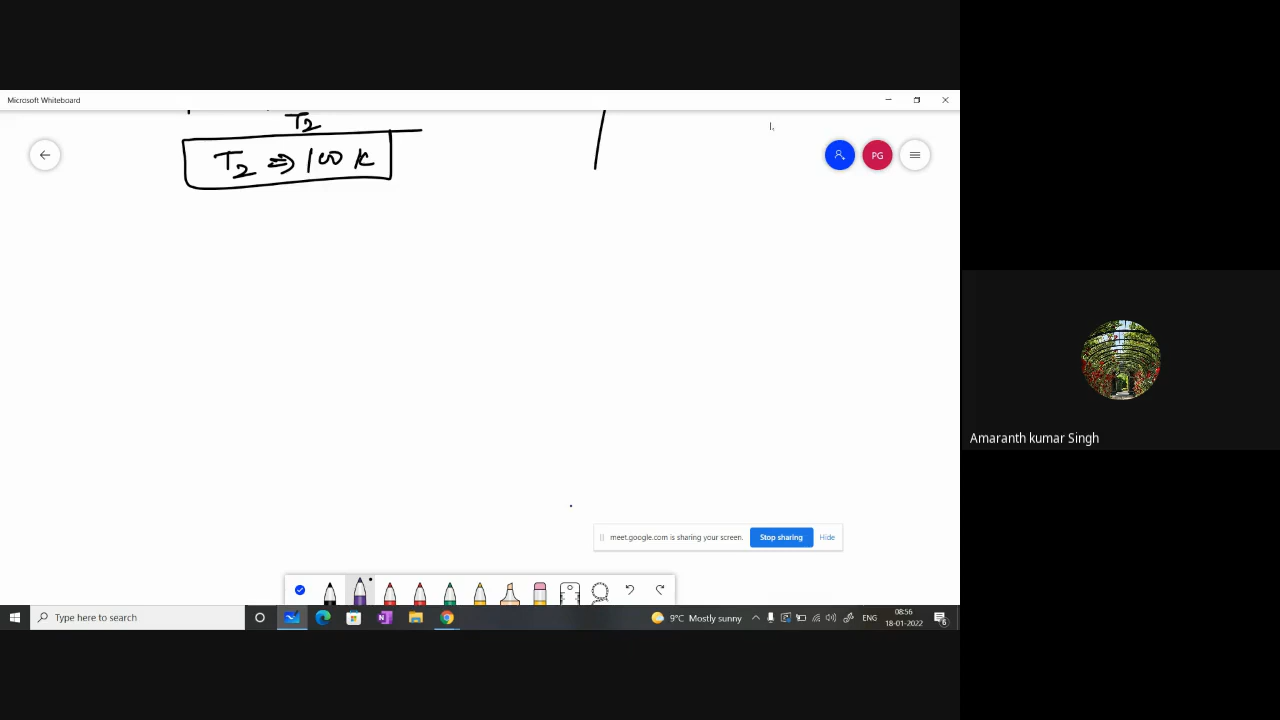 Microsoft Whiteboard
T2
T2 ⇒ 100 K
PG
Amaranth kumar Singh
meet.google.com is sharing your screen. Stop sharing Hide
Type here to search
9°C Mostly sunny
ENG
08:56
18-01-2022
6